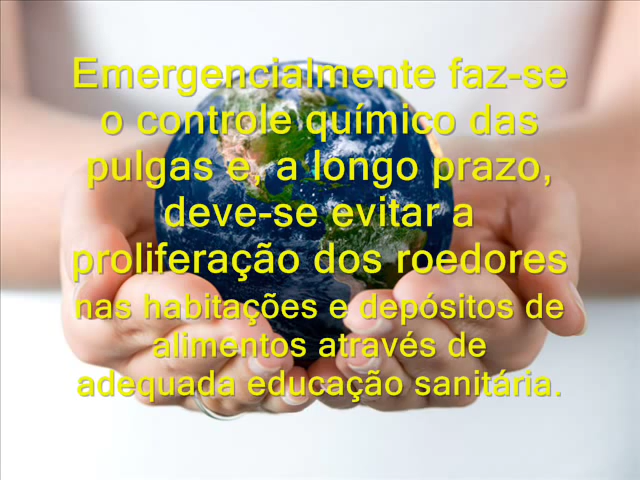 Emergencialmente faz-se
o controle químico das
pulgas e, a longo prazo,
deve-se evitar a
proliferação dos roedores
nas habitações e depósitos de
alimentos através de
adequada educação sanitária.